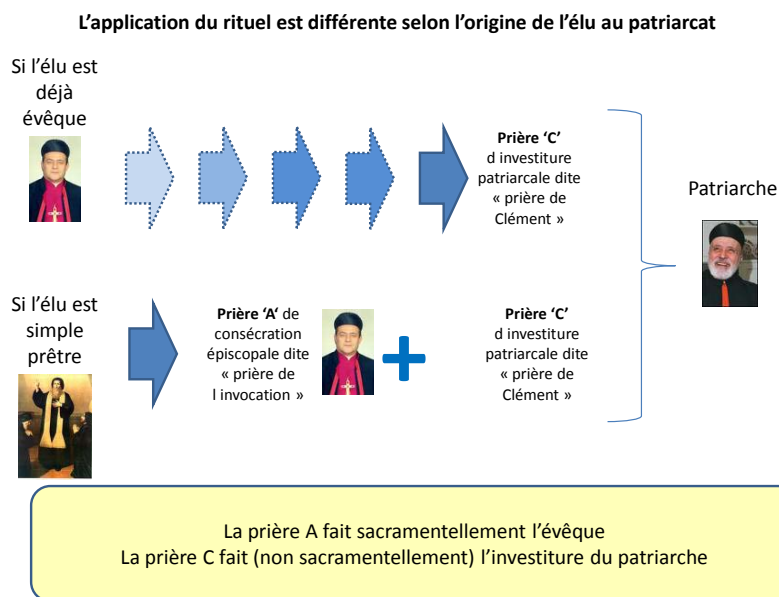 L'application du rituel est différente selon l'origine de l'élu au patriarcat
Si l'élu est
déjà
évêque
Prière 'C'
d investiture
patriarcale dite
« prière de
Clément »
Patriarche
Si l'élu est
simple
prêtre
Prière 'A' de
consécration
épiscopale dite
« prière de
l invocation »
Prière 'C'
d investiture
patriarcale dite
« prière de
Clément »
La prière A fait sacramentellement l'évêque
La prière C fait (non sacramentellement) l'investiture du patriarche